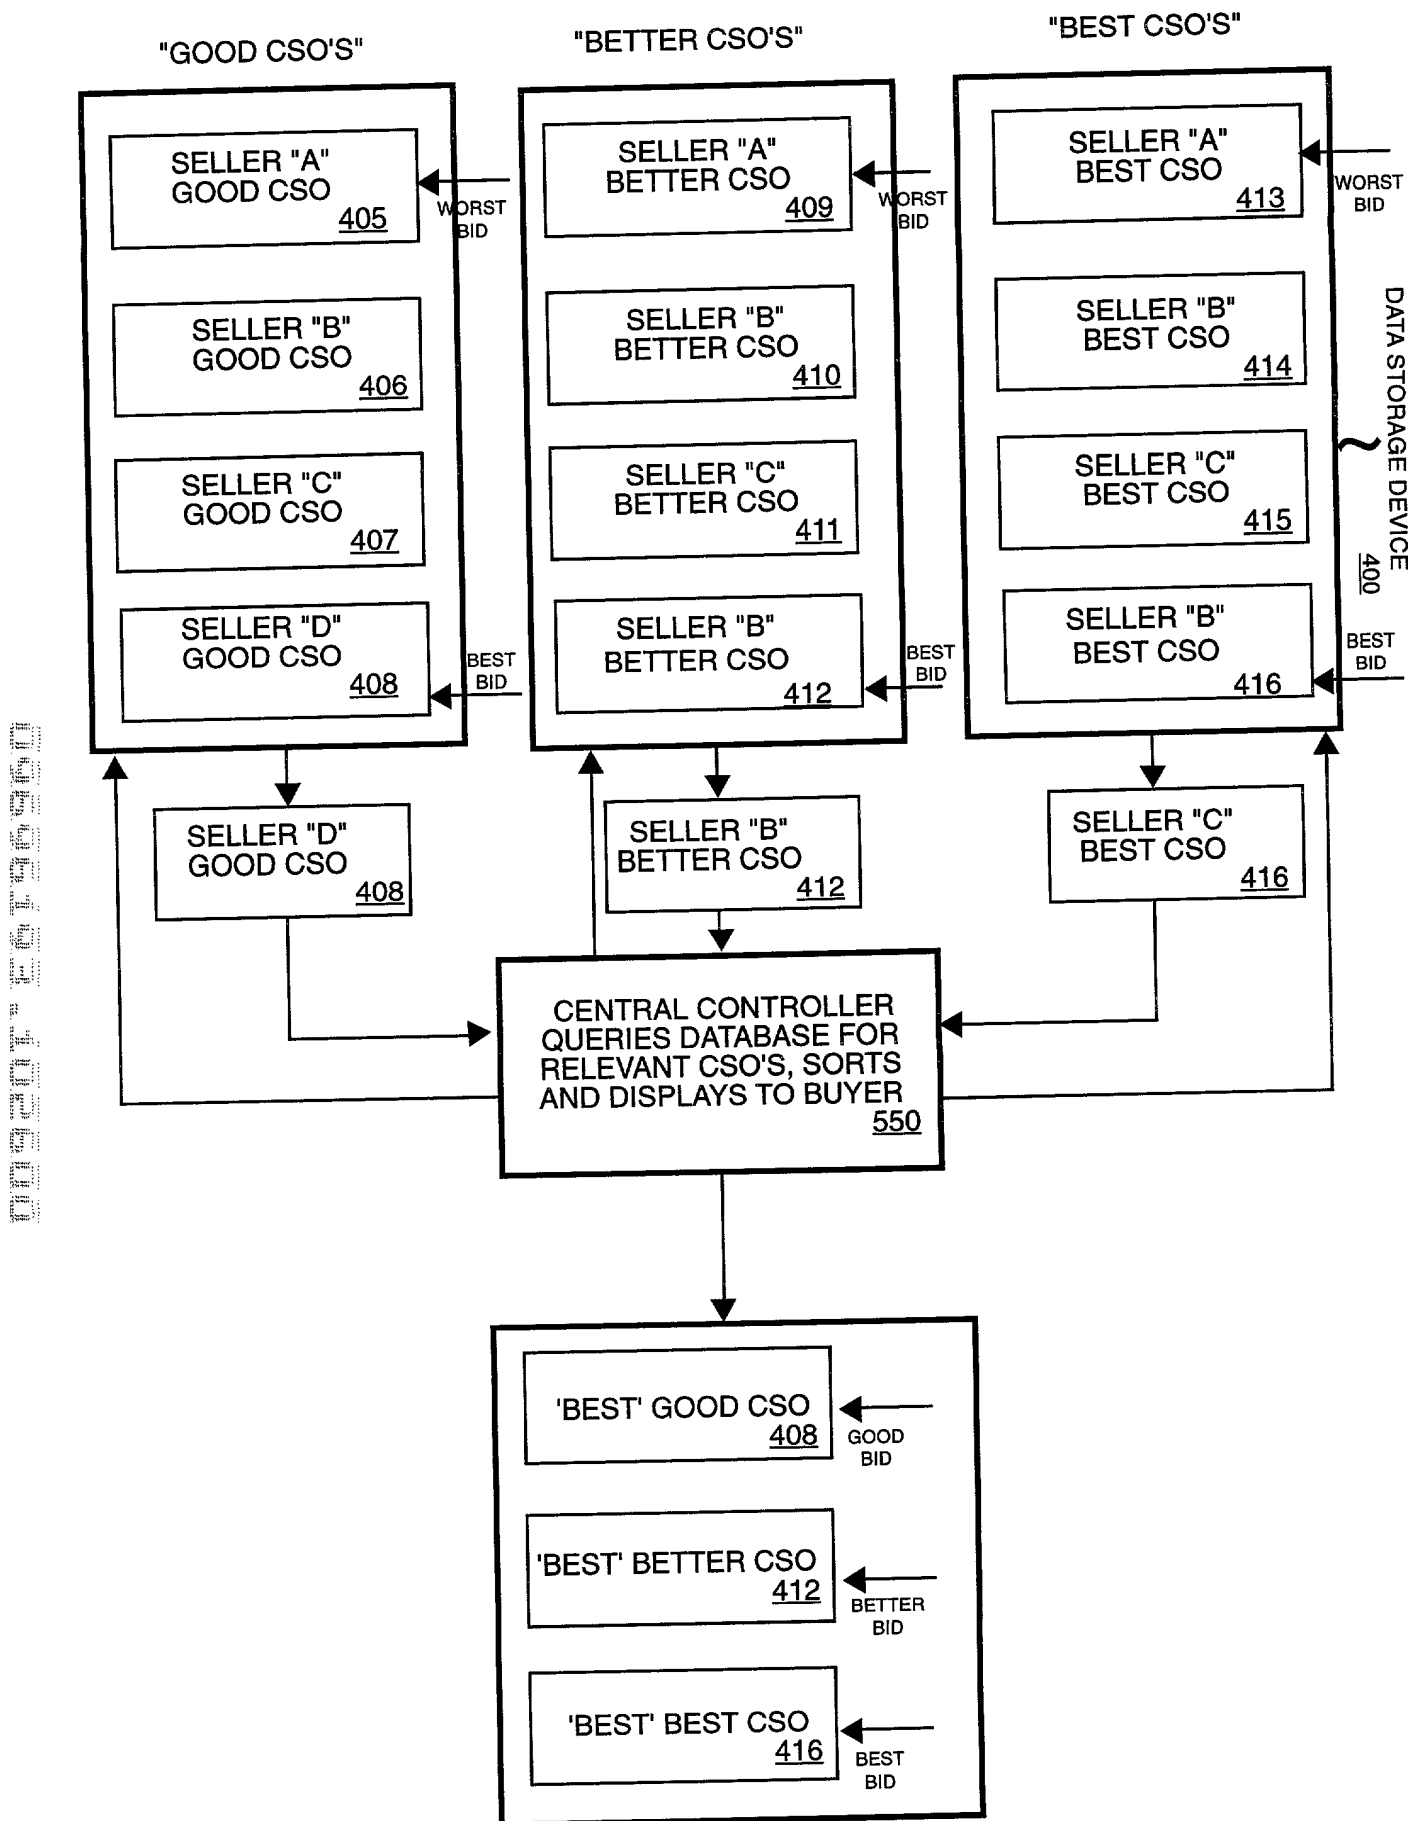 "GOOD CSO'S"
"BETTER CSO'S"
"BEST CSO'S"
SELLER "A"
GOOD CSO
405
WORST
BID
SELLER "B"
GOOD CSO
406
SELLER "C"
GOOD CSO
407
SELLER "D"
GOOD CSO
408
BEST
BID
SELLER "A"
BETTER CSO
409
WORST
BID
SELLER "B"
BETTER CSO
410
SELLER "C"
BETTER CSO
411
SELLER "B"
BETTER CSO
412
BEST
BID
SELLER "A"
BEST CSO
413
WORST
BID
SELLER "B"
BEST CSO
414
SELLER "C"
BEST CSO
415
SELLER "B"
BEST CSO
416
BEST
BID
DATA STORAGE DEVICE
400
SELLER "D"
GOOD CSO
408
SELLER "B"
BETTER CSO
412
SELLER "C"
BEST CSO
416
CENTRAL CONTROLLER
QUERIES DATABASE FOR
RELEVANT CSO'S, SORTS
AND DISPLAYS TO BUYER
550
'BEST' GOOD CSO
408
GOOD
BID
'BEST' BETTER CSO
412
BETTER
BID
'BEST' BEST CSO
416
BEST
BID